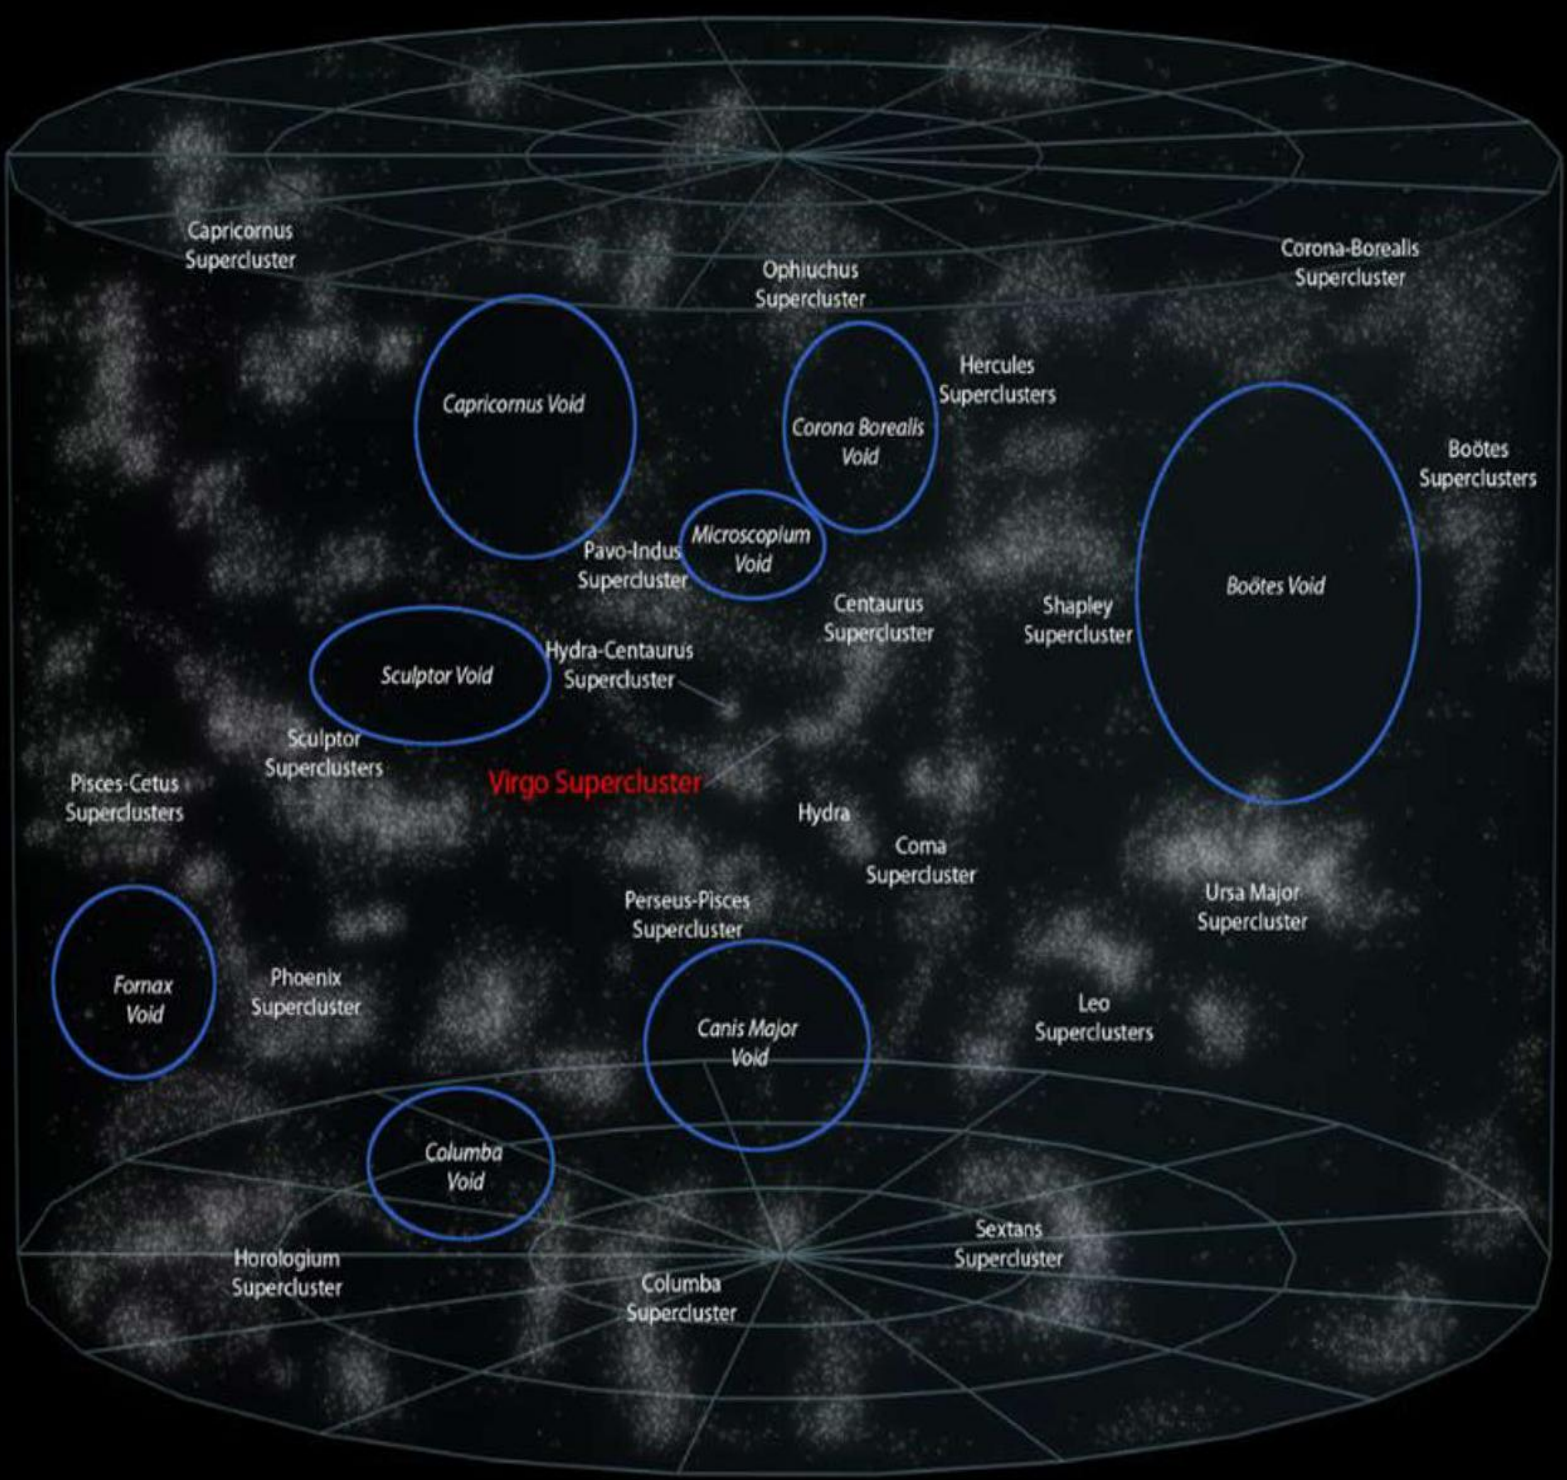 Capricornus
Supercluster
Ophiuchus
Supercluster
Corona-Borealis
Supercluster
Capricornus Void
Corona Borealis
Void
Hercules
Superclusters
Boötes
Superclusters
Microscopium
Void
Pavo-Indus
Supercluster
Boötes Void
Centaurus
Supercluster
Shapley
Supercluster
Sculptor Void
Hydra-Centaurus
Supercluster
Sculptor
Superclusters
Virgo Supercluster
Pisces-Cetus
Superclusters
Hydra
Coma
Supercluster
Perseus-Pisces
Supercluster
Ursa Major
Supercluster
Fornax
Void
Phoenix
Supercluster
Canis Major
Void
Leo
Superclusters
Columba
Void
Horologium
Supercluster
Columba
Supercluster
Sextans
Supercluster